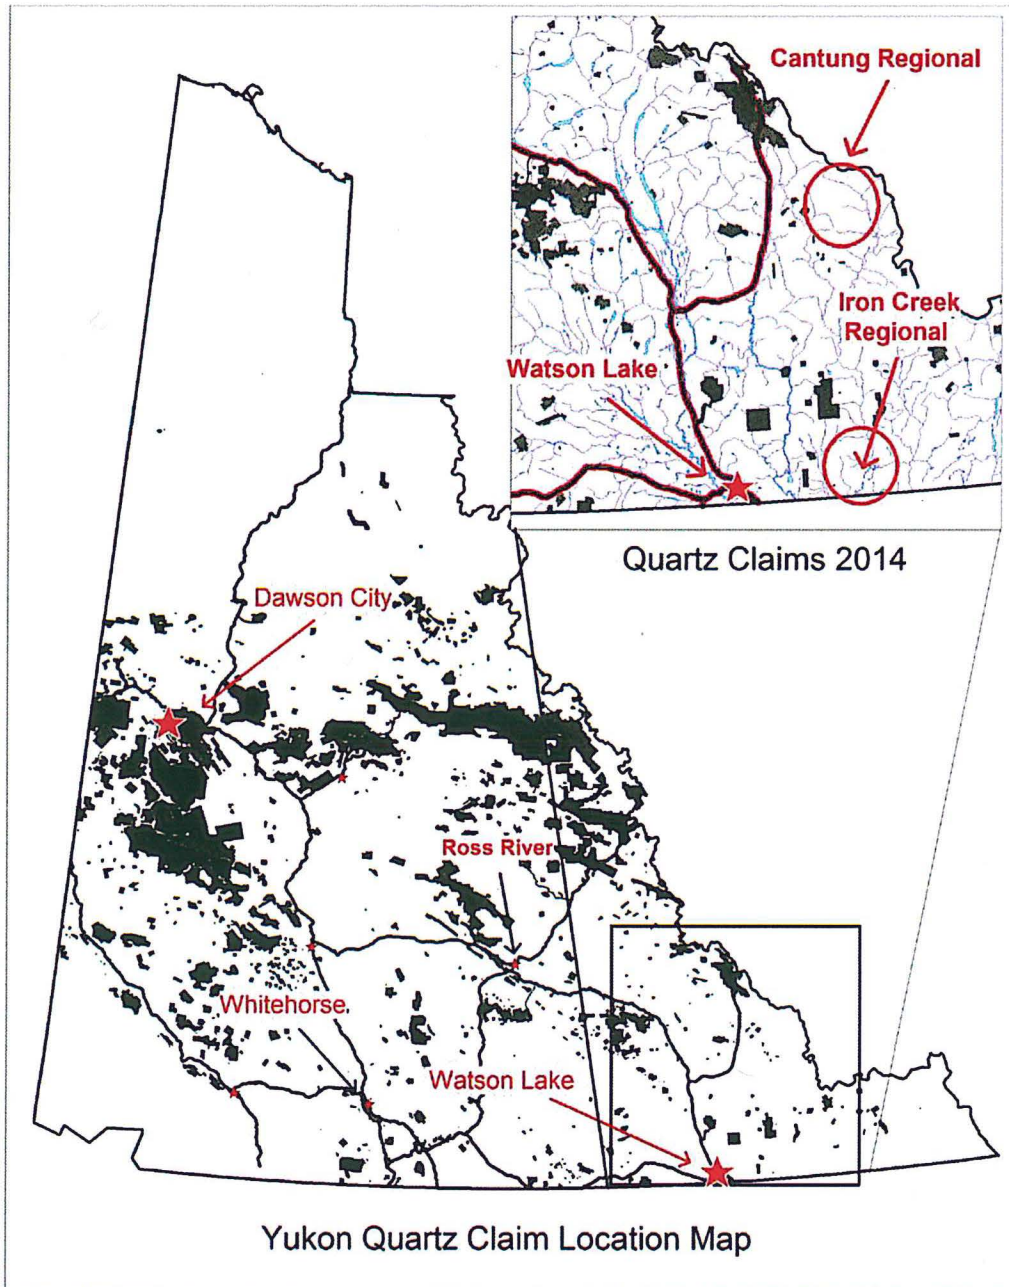 Cantung Regional
Iron Creek
Regional
Watson Lake
Quartz Claims 2014
Dawson City
Ross River
Whitehorse
Watson Lake
Yukon Quartz Claim Location Map